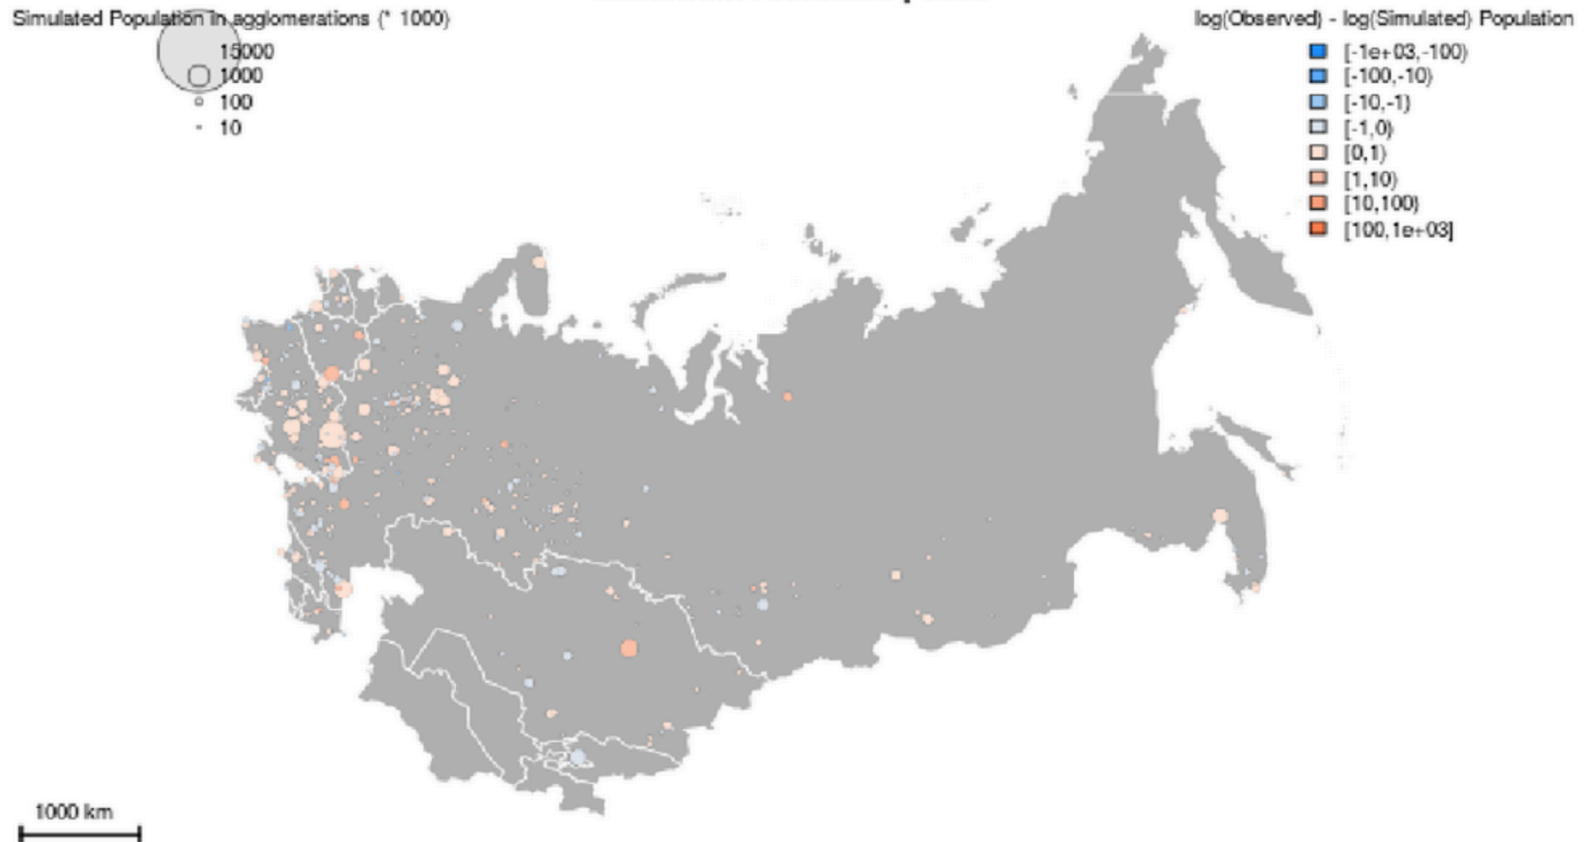 Simulated Population in agglomerations (* 1000)
15000
1000
100
10
log(Observed) - log(Simulated) Population
[-1e+03,-100)
[-100,-10)
[-10,-1)
[-1,0)
[0,1)
[1,10)
[10,100)
[100,1e+03]
1000 km